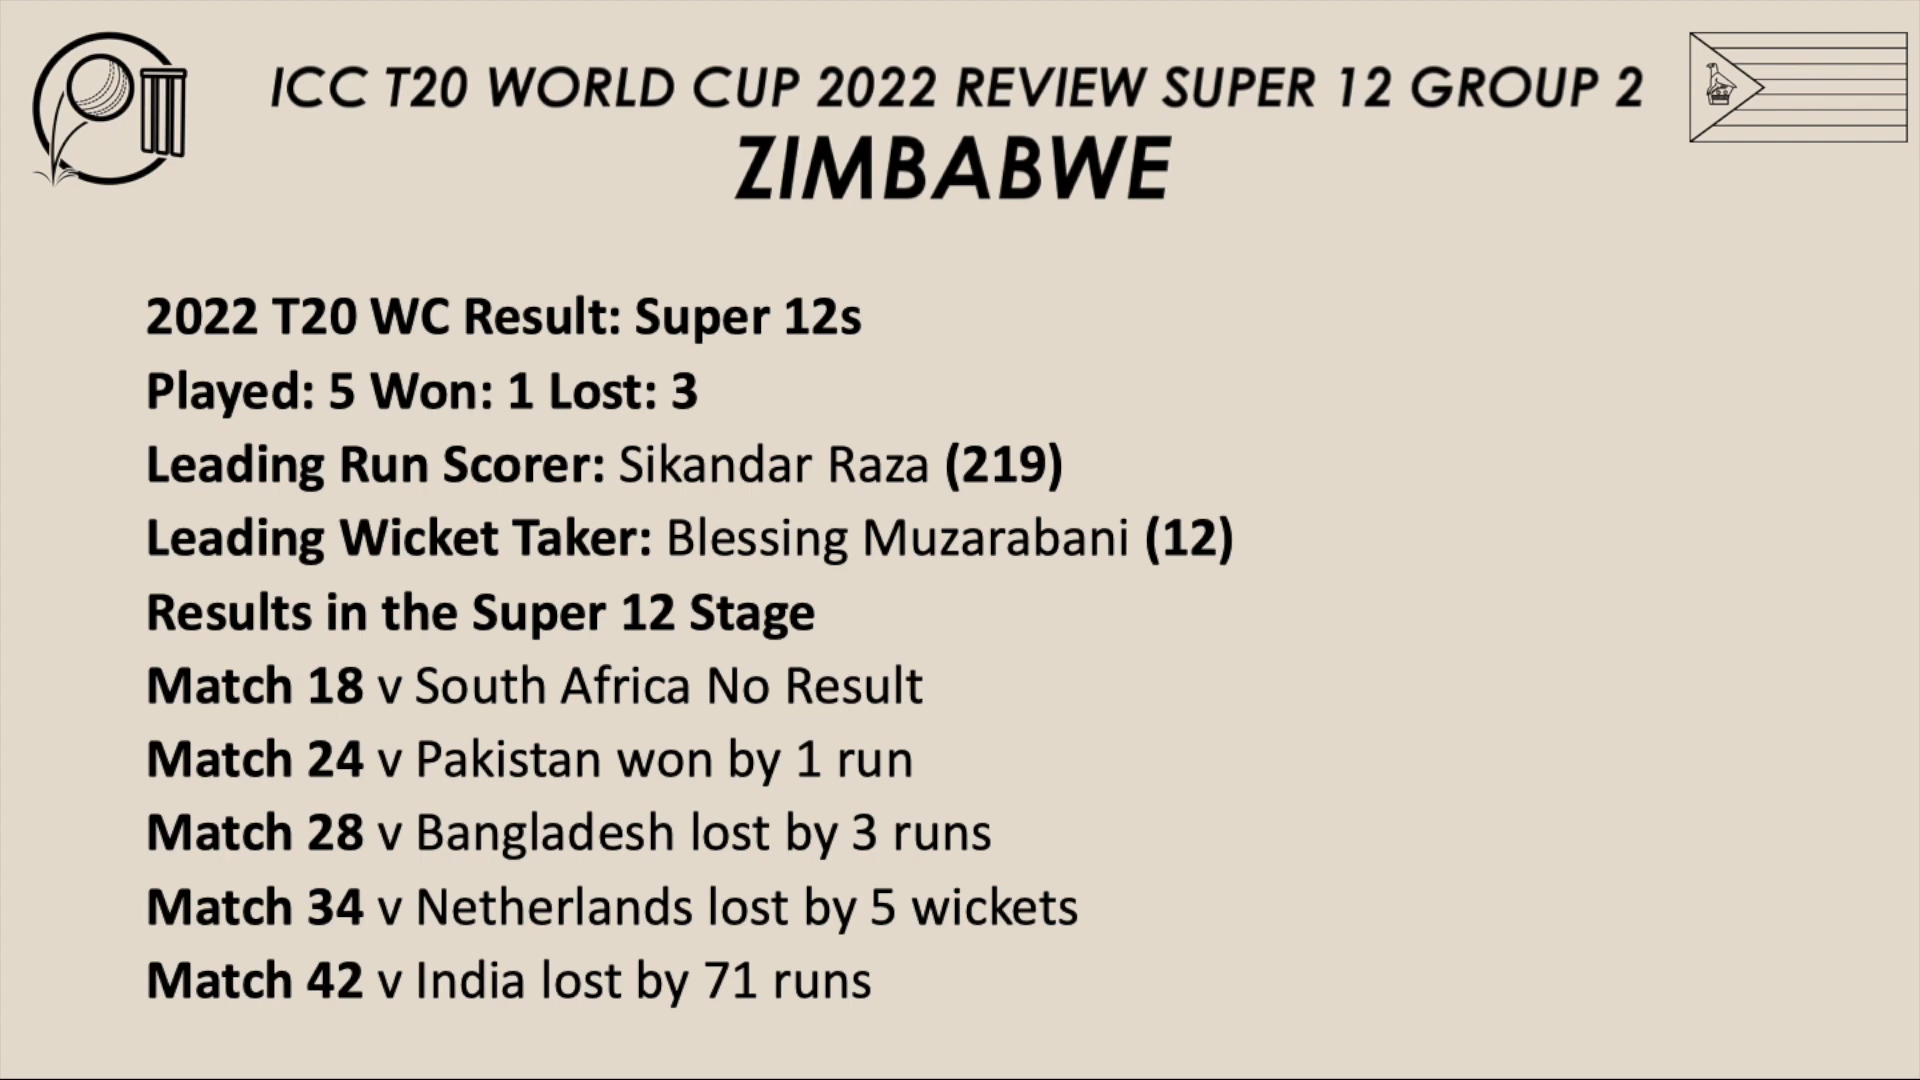 ICC T20 WORLD CUP 2022 REVIEW SUPER 12 GROUP 2
ZIMBABWE
2022 T20 WC Result: Super 12s
Played: 5 Won: 1 Lost: 3
Leading Run Scorer: Sikandar Raza (219)
Leading Wicket Taker: Blessing Muzarabani (12)
Results in the Super 12 Stage
Match 18 v South Africa No Result
Match 24 v Pakistan won by 1 run
Match 28 v Bangladesh lost by 3 runs
Match 34 v Netherlands lost by 5 wickets
Match 42 v India lost by 71 runs